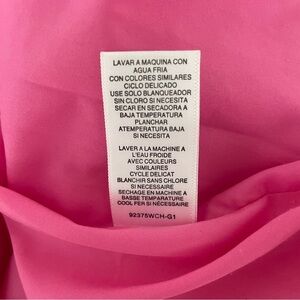 LAVAR A MAQUINA CON
AGUA FRIA
CON COLORES SIMILARES
CICLO DELICADO
USE SOLO BLANQUEADOR
SIN CLORO SI NECESITA
SECAR EN SECADORA A
BAJA TEMPERATURA
PLANCHAR
ATEMPERATURA BAJA
SI NECESITA
LAVER A LA MACHINE A
L'EAU FROIDE
AVEC COULEURS
SIMILAIRES
CYCLE DELICAT
BLANCHIR SANS CHLORE
SI NECESSAIRE
SECHAGE EN MACHINE A
BASSE TEMPARATURE
COOL FER SI NÉCESSAIRE
92375WCH-G1